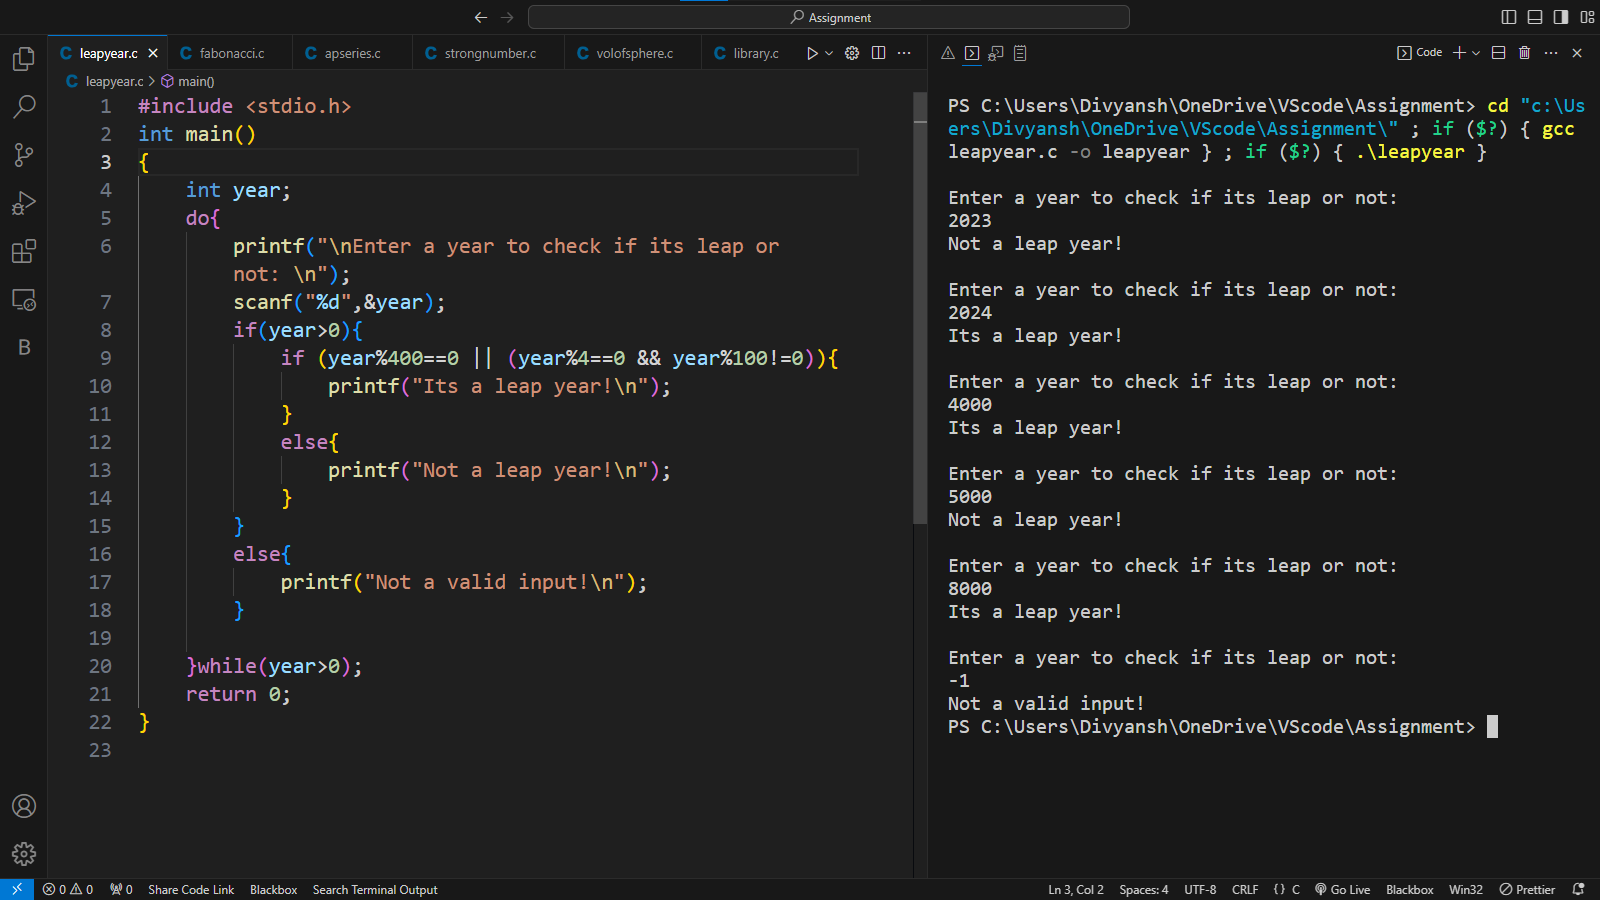 Assignment
leapyear.c
fabonacci.c
apseries.c
strongnumber.c
volofsphere.c
library.c
Code
leapyear.c > main()
1 #include <stdio.h>
2 int main()
3 {
4 int year;
5 do{
6 printf("\nEnter a year to check if its leap or
not: \n");
7 scanf("%d",&year);
8 if(year>0){
9 if (year%400==0 || (year%4==0 && year%100!=0)){
10 printf("Its a leap year!\n");
11 }
12 else{
13 printf("Not a leap year!\n");
14 }
15 }
16 else{
17 printf("Not a valid input!\n");
18 }
19
20 }while(year>0);
21 return 0;
22 }
23
PS C:\Users\Divyansh\OneDrive\VScode\Assignment> cd "c:\Us
ers\Divyansh\OneDrive\VScode\Assignment\" ; if ($?) { gcc
leapyear.c -o leapyear } ; if ($?) { .\leapyear }
Enter a year to check if its leap or not:
2023
Not a leap year!
Enter a year to check if its leap or not:
2024
Its a leap year!
Enter a year to check if its leap or not:
4000
Its a leap year!
Enter a year to check if its leap or not:
5000
Not a leap year!
Enter a year to check if its leap or not:
8000
Its a leap year!
Enter a year to check if its leap or not:
-1
Not a valid input!
PS C:\Users\Divyansh\OneDrive\VScode\Assignment>
B
0 0 0 Share Code Link Blackbox Search Terminal Output
Ln 3, Col 2 Spaces: 4 UTF-8 CRLF {} C Go Live Blackbox Win32 Prettier